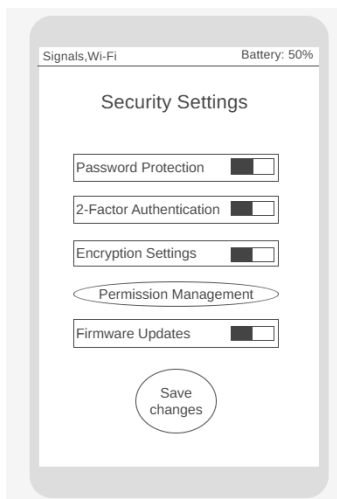 Signals,Wi-Fi Battery: 50%
Security Settings
Password Protection
2-Factor Authentication
Encryption Settings
Permission Management
Firmware Updates
Save
changes